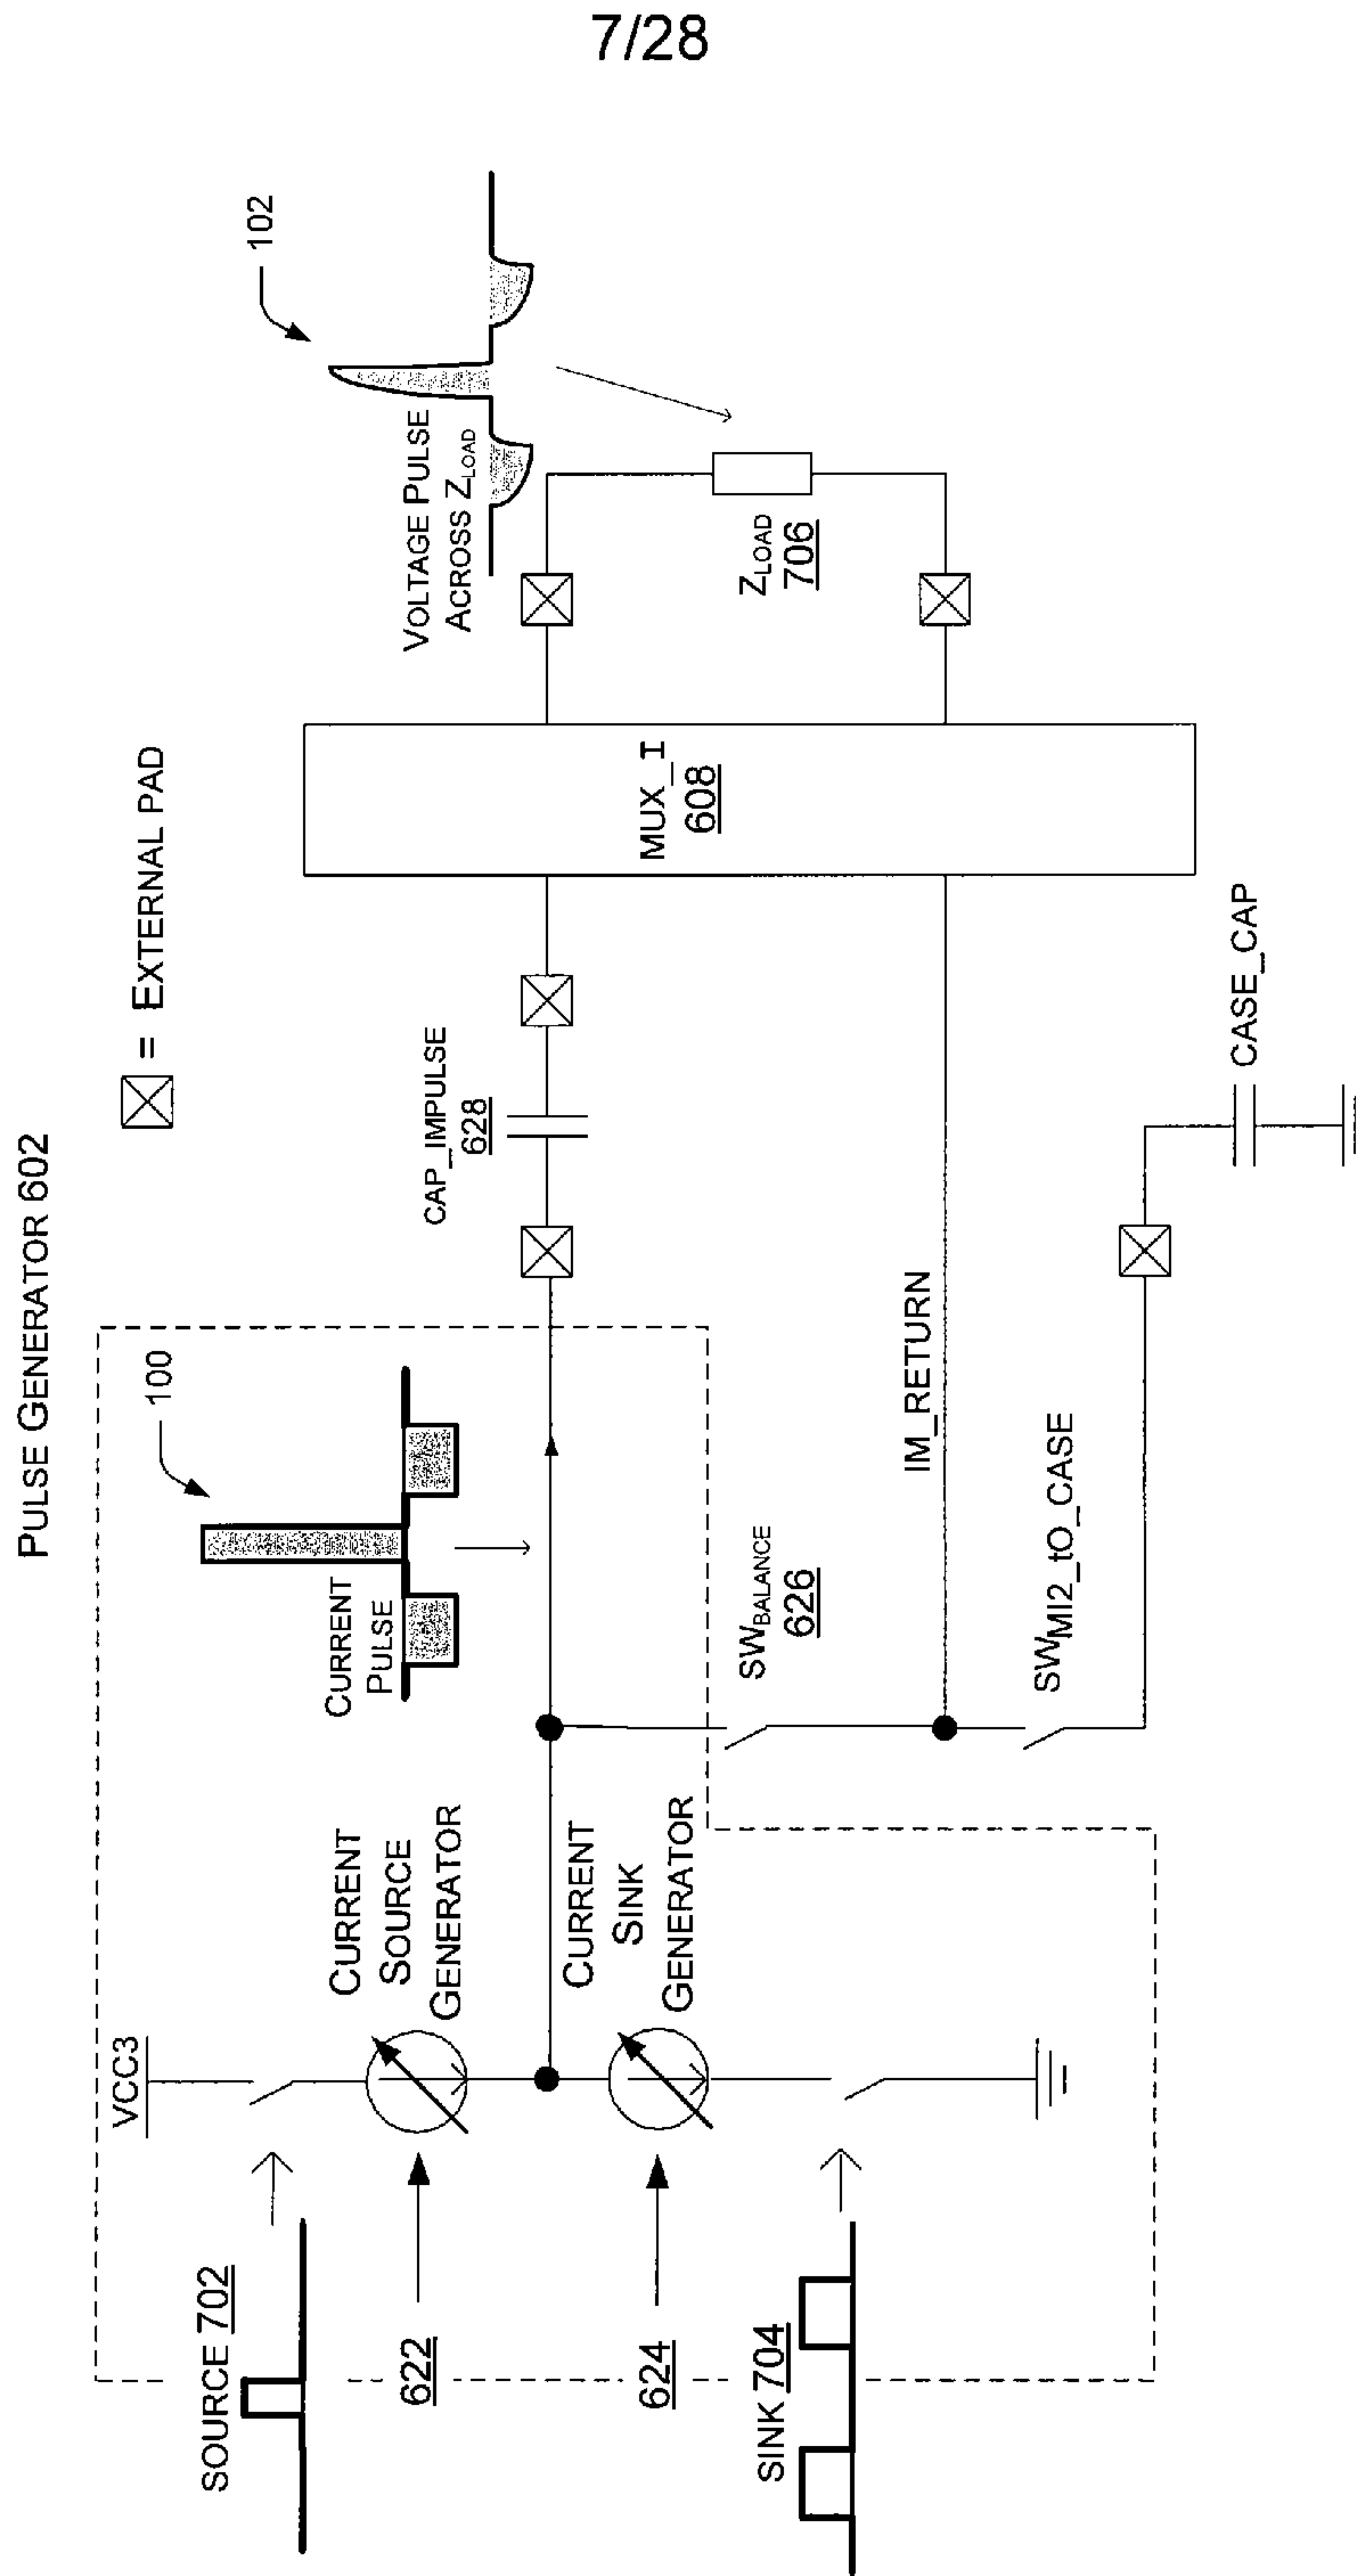 7/28
PULSE GENERATOR 602
= EXTERNAL PAD
100
102
VCC3
SOURCE 702
CURRENT
SOURCE
GENERATOR
622
CURRENT
PULSE
CAP_IMPULSE
628
VOLTAGE PULSE
ACROSS ZLOAD
CURRENT
SINK
GENERATOR
624
SINK 704
SWBALANCE
626
IM_RETURN
MUX_I
608
ZLOAD
706
SWMI2_tO_CASE
CASE_CAP